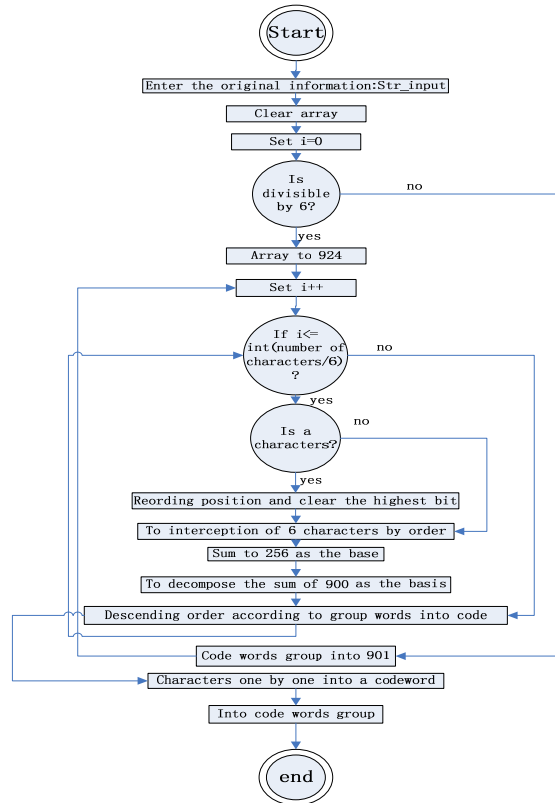 Start
Enter the original information:Str_input
Clear array
Set i=0
Is
divisible
by 6?
no
yes
Array to 924
Set i++
If i<=
int(number of
characters/6)
?
no
yes
Is a
characters?
no
yes
Reording position and clear the highest bit
To interception of 6 characters by order
Sum to 256 as the base
To decompose the sum of 900 as the basis
Descending order according to group words into code
Code words group into 901
Characters one by one into a codeword
Into code words group
end